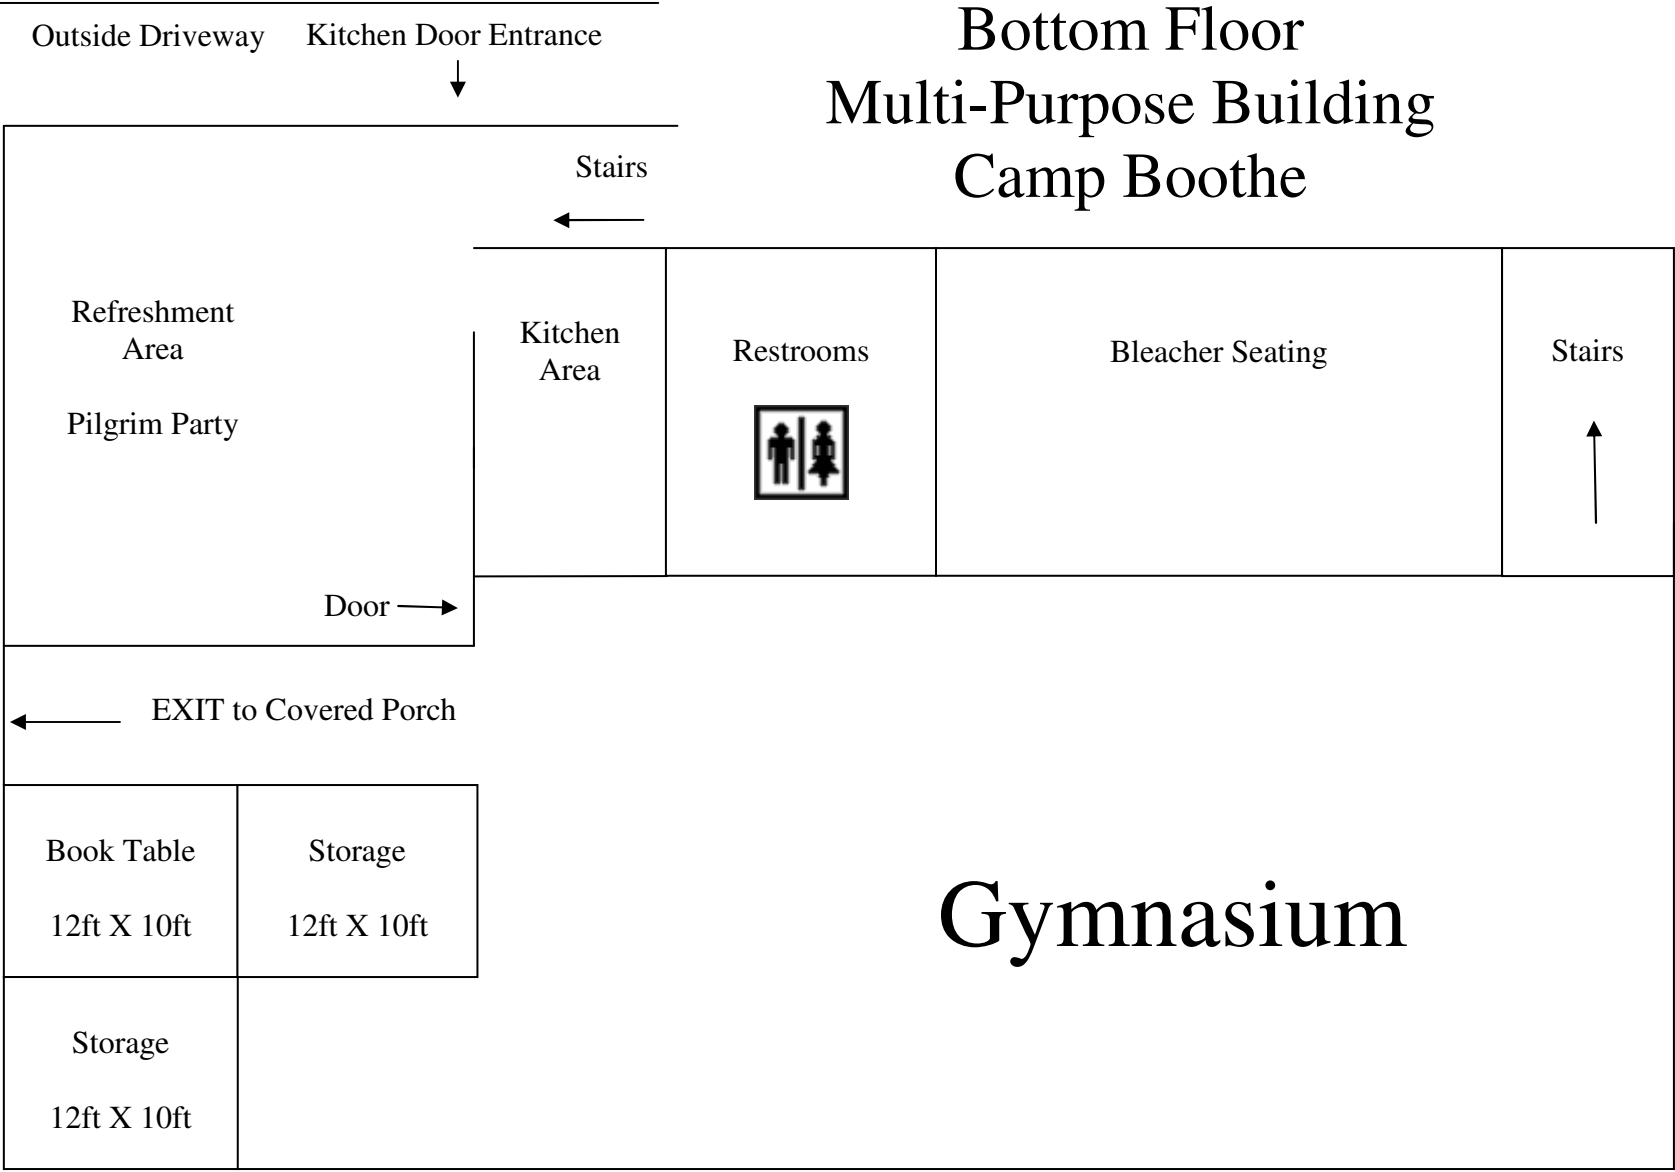 Outside Driveway
Kitchen Door Entrance
Bottom Floor
Multi-Purpose Building
Camp Boothe
Stairs
Refreshment
Area
Pilgrim Party
Kitchen
Area
Restrooms
Bleacher Seating
Stairs
Door
EXIT to Covered Porch
Book Table
12ft X 10ft
Storage
12ft X 10ft
Gymnasium
Storage
12ft X 10ft